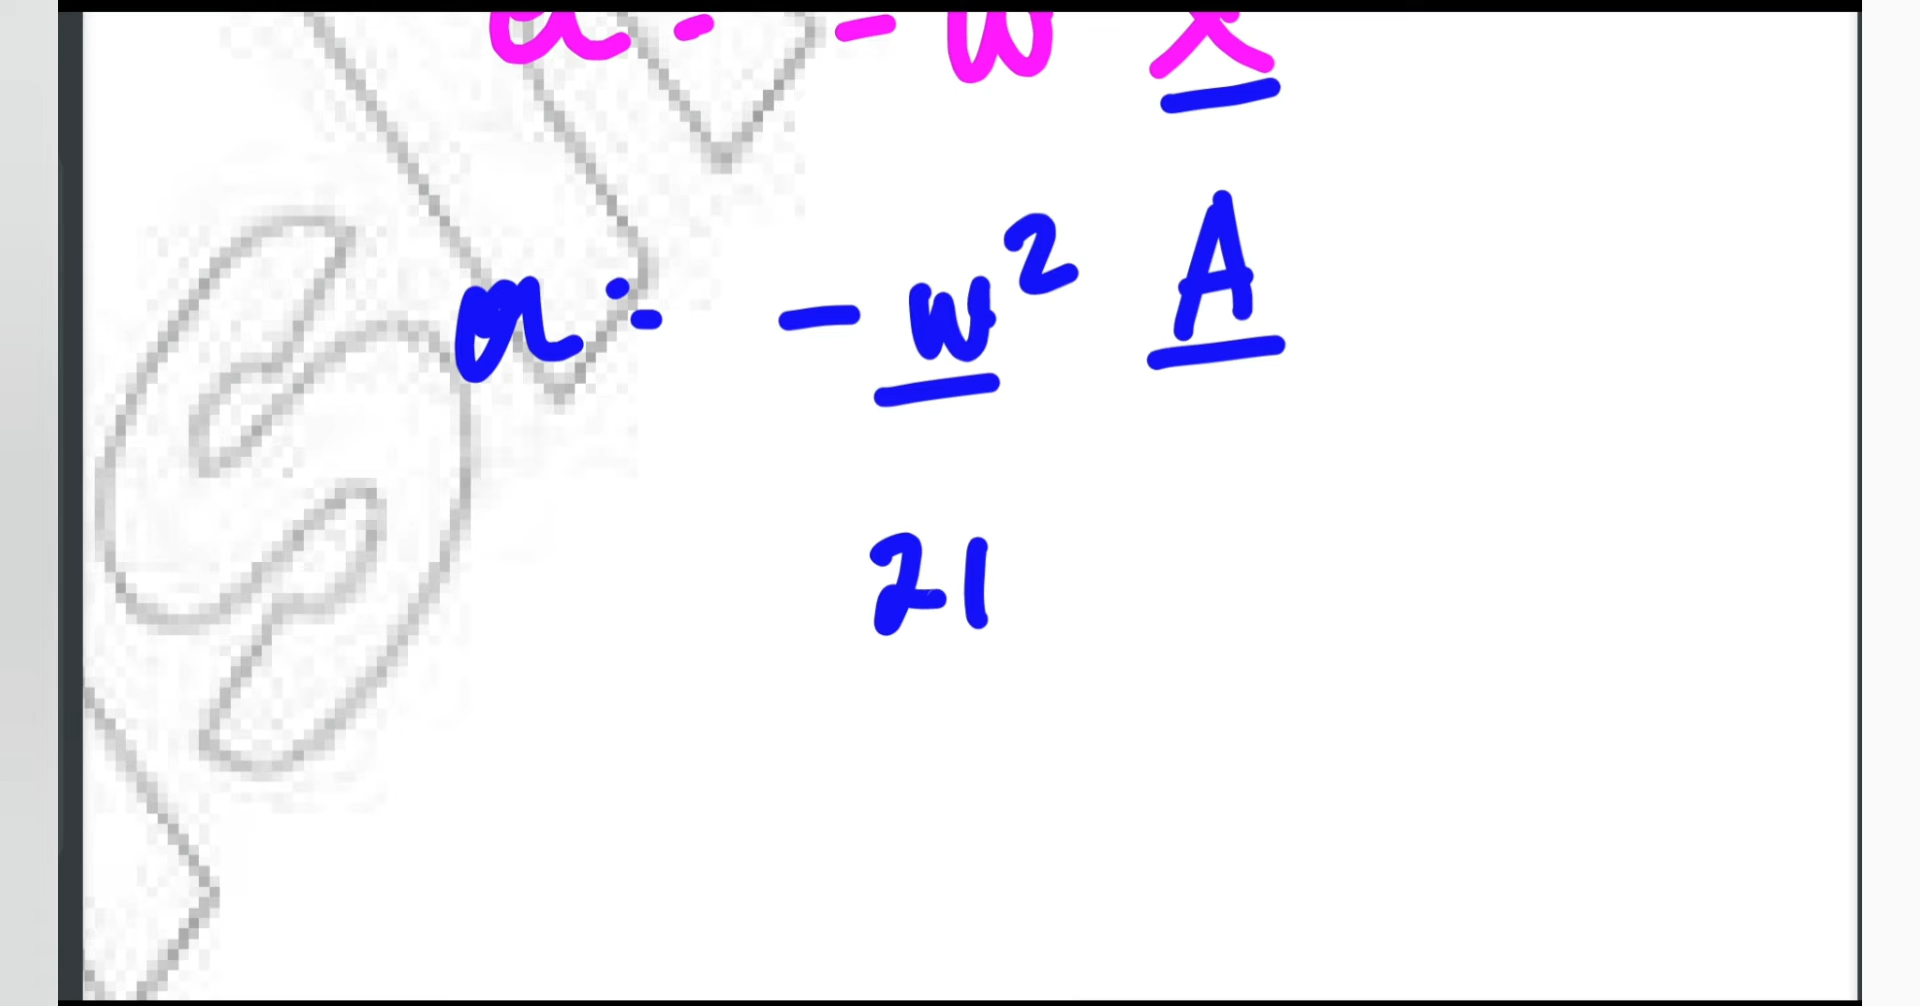 a = - w x
a = - w² A
21